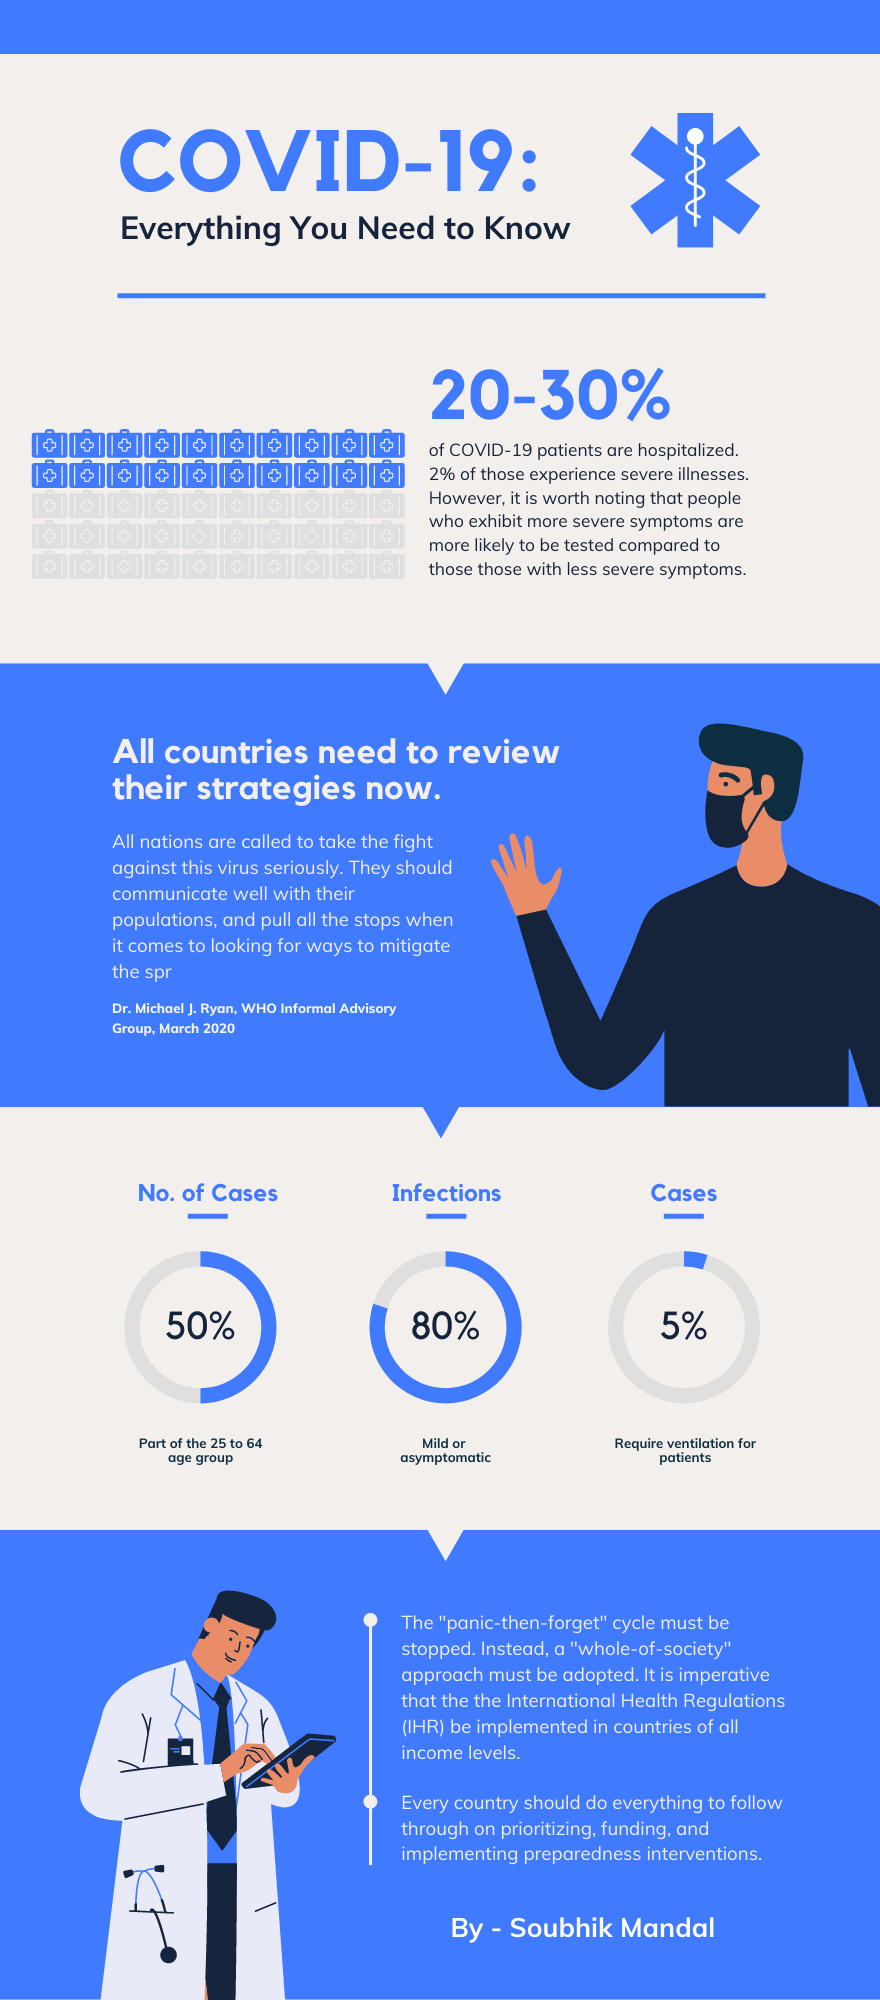 COVID-19:
Everything You Need to Know
20-30%
of COVID-19 patients are hospitalized.
2% of those experience severe illnesses.
However, it is worth noting that people
who exhibit more severe symptoms are
more likely to be tested compared to
those those with less severe symptoms.
All countries need to review
their strategies now.
All nations are called to take the fight
against this virus seriously. They should
communicate well with their
populations, and pull all the stops when
it comes to looking for ways to mitigate
the spr
Dr. Michael J. Ryan, WHO Informal Advisory
Group, March 2020
No. of Cases
50%
Part of the 25 to 64
age group
Infections
80%
Mild or
asymptomatic
Cases
5%
Require ventilation for
patients
The "panic-then-forget" cycle must be
stopped. Instead, a "whole-of-society"
approach must be adopted. It is imperative
that the the International Health Regulations
(IHR) be implemented in countries of all
income levels.
Every country should do everything to follow
through on prioritizing, funding, and
implementing preparedness interventions.
By - Soubhik Mandal